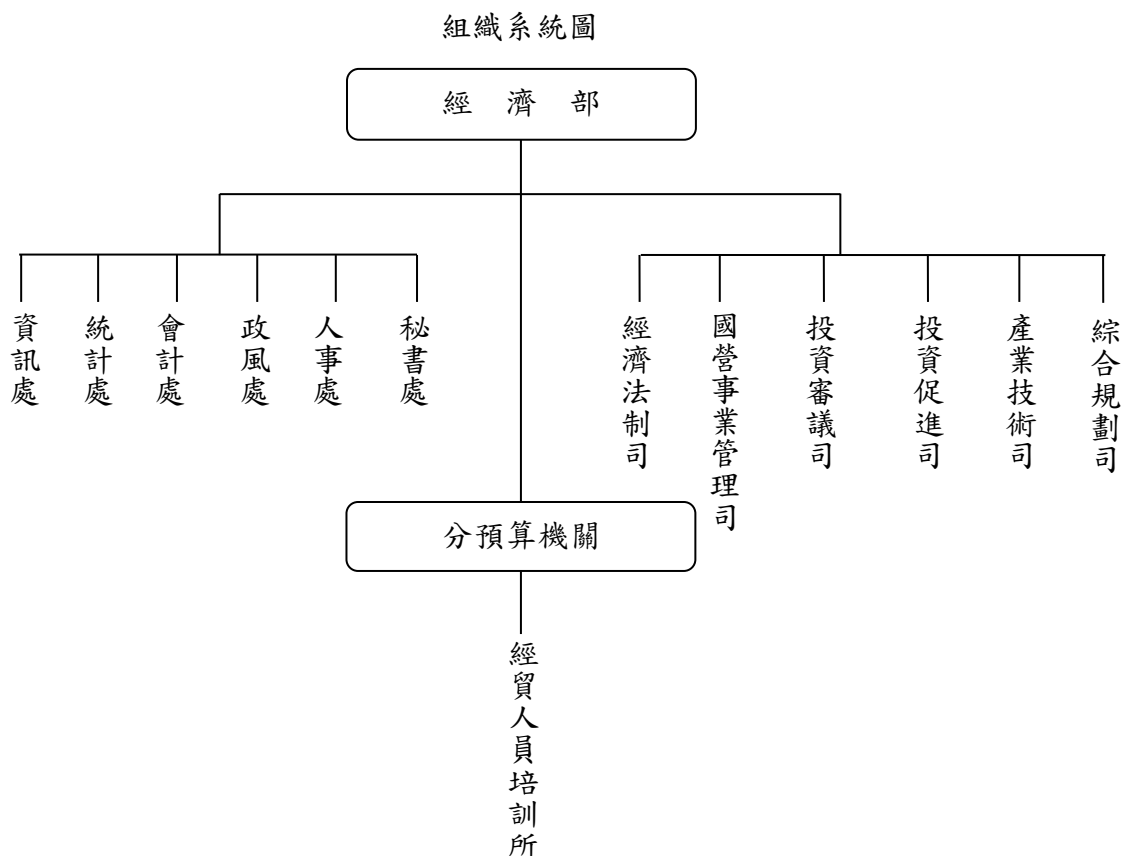 組織系統圖
經濟部
資訊處
統計處
會計處
政風處
人事處
秘書處
經濟法制司
國營事業管理司
投資審議司
投資促進司
產業技術司
綜合規劃司
分預算機關
經貿人員培訓所